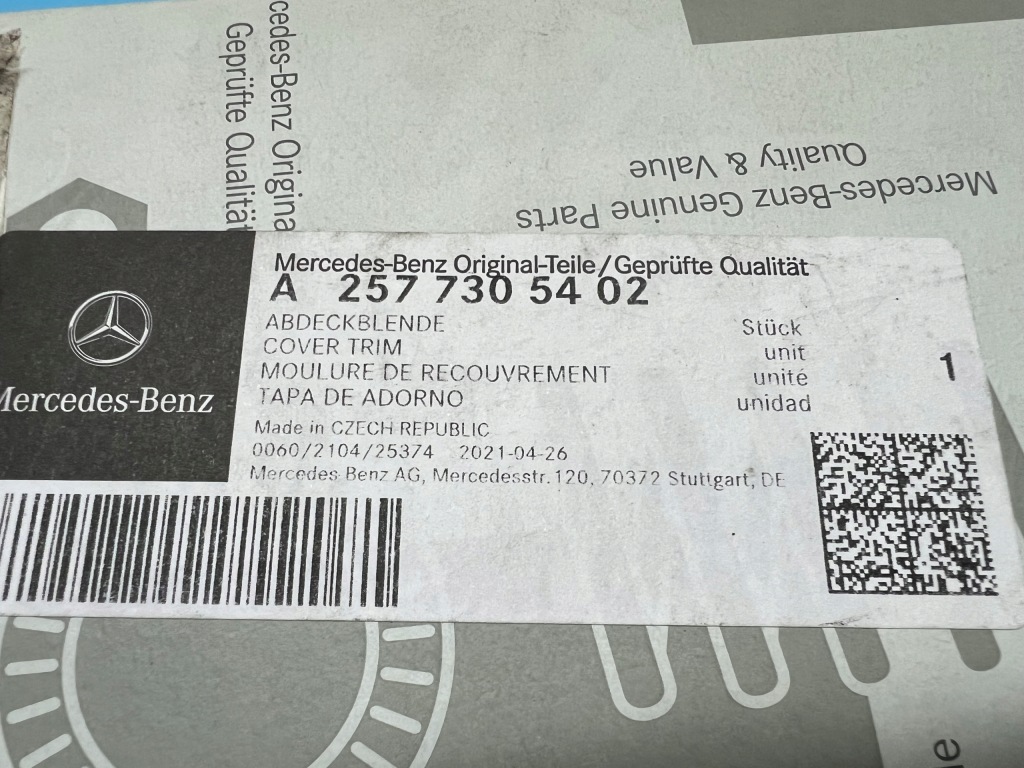 cedes-Benz Origina
Geprüfte Qualität
Quality & Value
Mercedes-Benz Genuine Parts
Mercedes-Benz
Mercedes-Benz Original-Teile/Geprüfte Qualität
A 257 730 54 02
ABDECKBLENDE Stück
COVER TRIM unit
MOULURE DE RECOUVREMENT unité 1
TAPA DE ADORNO unidad
Made in CZECH REPUBLIC
0060/2104/25374 2021-04-26
Mercedes-Benz AG, Mercedesstr. 120, 70372 Stuttgart, DE